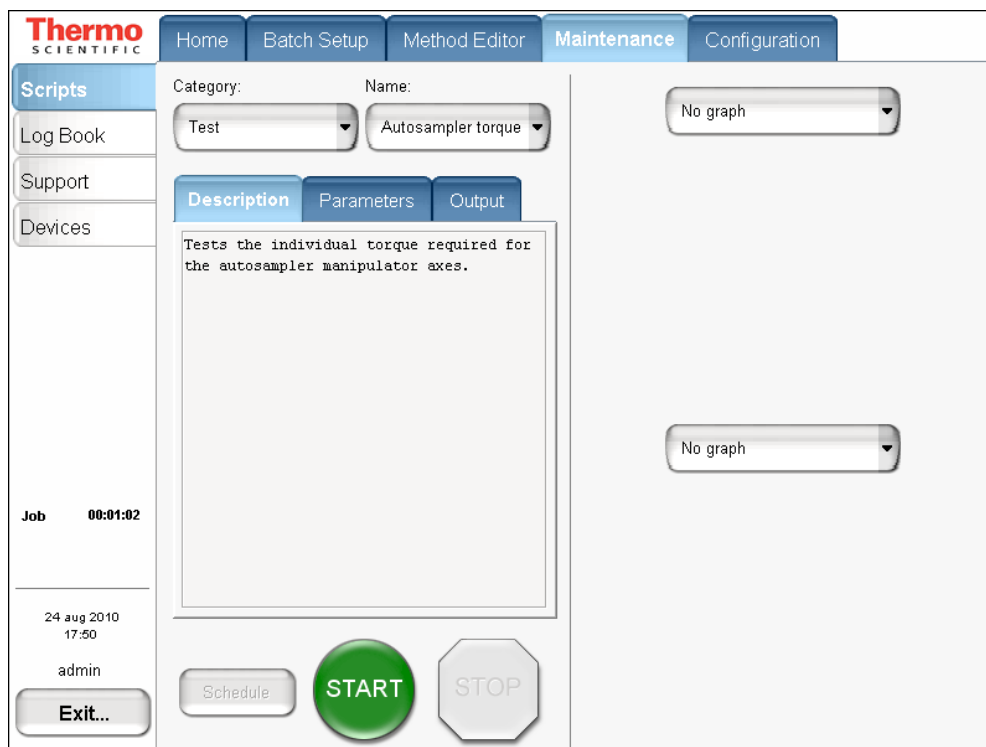 Thermo
SCIENTIFIC
Home
Batch Setup
Method Editor
Maintenance
Configuration
Scripts
Log Book
Support
Devices
Category:
Name:
Test
Autosampler torque
No graph
Description
Parameters
Output
Tests the individual torque required for
the autosampler manipulator axes.
No graph
Job 00:01:02
24 aug 2010
17:50
admin
Exit...
Schedule
START
STOP